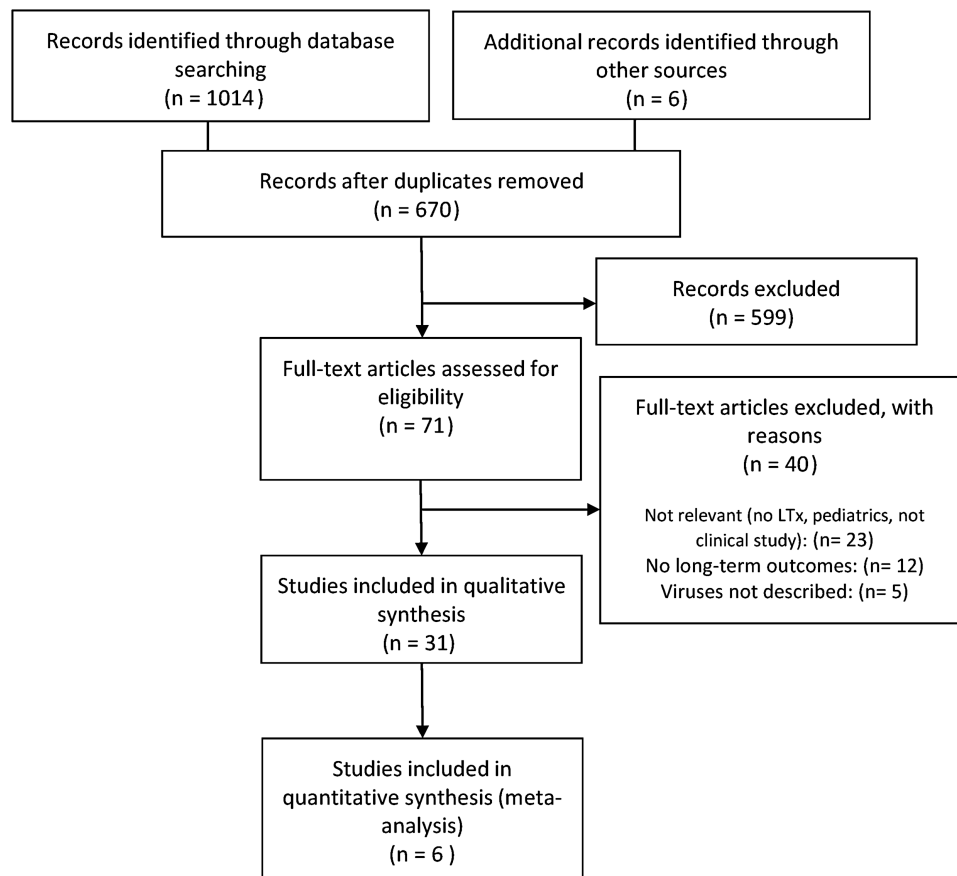 Records identified through database
searching
(n = 1014)
Additional records identified through
other sources
(n = 6)
Records after duplicates removed
(n = 670)
Records excluded
(n = 599)
Full-text articles assessed for
eligibility
(n = 71)
Full-text articles excluded, with
reasons
(n = 40)
Not relevant (no LTx, pediatrics, not
clinical study): (n= 23)
No long-term outcomes: (n= 12)
Viruses not described: (n= 5)
Studies included in qualitative
synthesis
(n = 31)
Studies included in
quantitative synthesis (meta-
analysis)
(n = 6 )